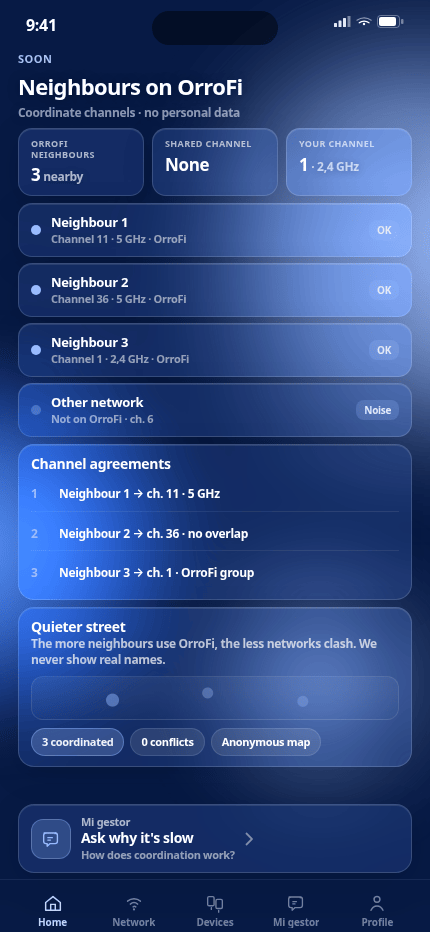 9:41
SOON
Neighbours on OrroFi
Coordinate channels · no personal data
ORROFI
NEIGHBOURS
3 nearby
SHARED CHANNEL
None
YOUR CHANNEL
1 · 2,4 GHz
Neighbour 1
Channel 11 · 5 GHz · OrroFi
OK
Neighbour 2
Channel 36 · 5 GHz · OrroFi
OK
Neighbour 3
Channel 1 · 2,4 GHz · OrroFi
OK
Other network
Not on OrroFi · ch. 6
Noise
Channel agreements
1 Neighbour 1 → ch. 11 · 5 GHz
2 Neighbour 2 → ch. 36 · no overlap
3 Neighbour 3 → ch. 1 · OrroFi group
Quieter street
The more neighbours use OrroFi, the less networks clash. We
never show real names.
3 coordinated
0 conflicts
Anonymous map
Mi gestor
Ask why it's slow
How does coordination work?
Home
Network
Devices
Mi gestor
Profile